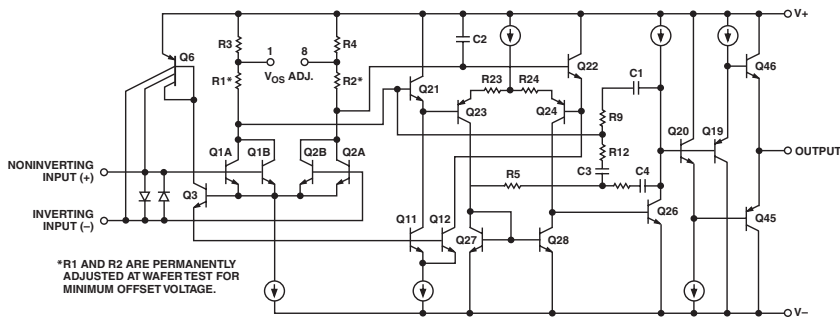 V+
R3
1
8
R4
C2
Q6
VOS ADJ.
Q22
Q46
R1*
R2*
Q21
R23
R24
C1
Q23
Q24
R9
Q20
Q19
Q1A
Q1B
Q2B
Q2A
R12
OUTPUT
NONINVERTING
INPUT (+)
C3
C4
R5
Q3
INVERTING
INPUT (–)
Q11
Q12
Q27
Q28
Q26
Q45
*R1 AND R2 ARE PERMANENTLY
ADJUSTED AT WAFER TEST FOR
MINIMUM OFFSET VOLTAGE.
V–